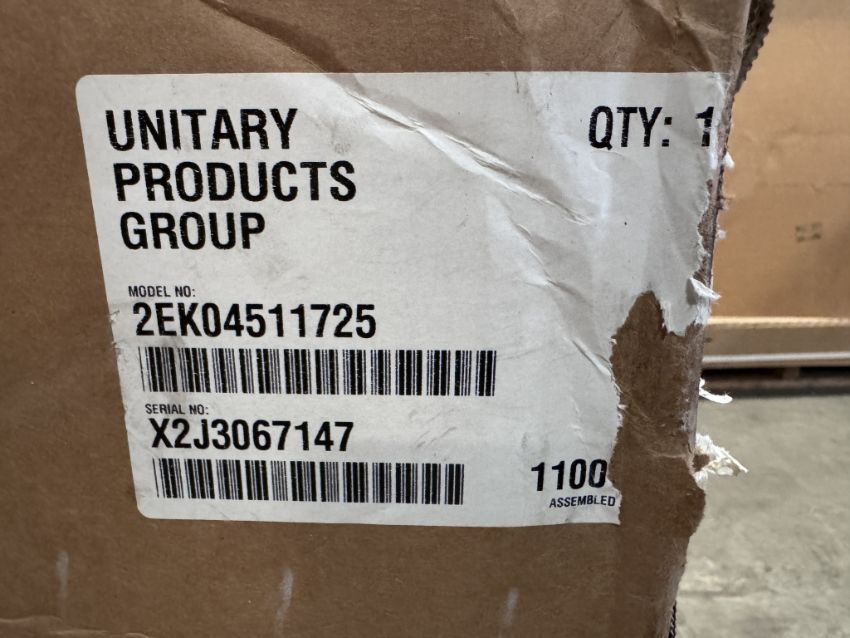 UNITARY
PRODUCTS
GROUP
QTY: 1
MODEL NO:
2EK04511725
SERIAL NO:
X2J3067147
1100
ASSEMBLED